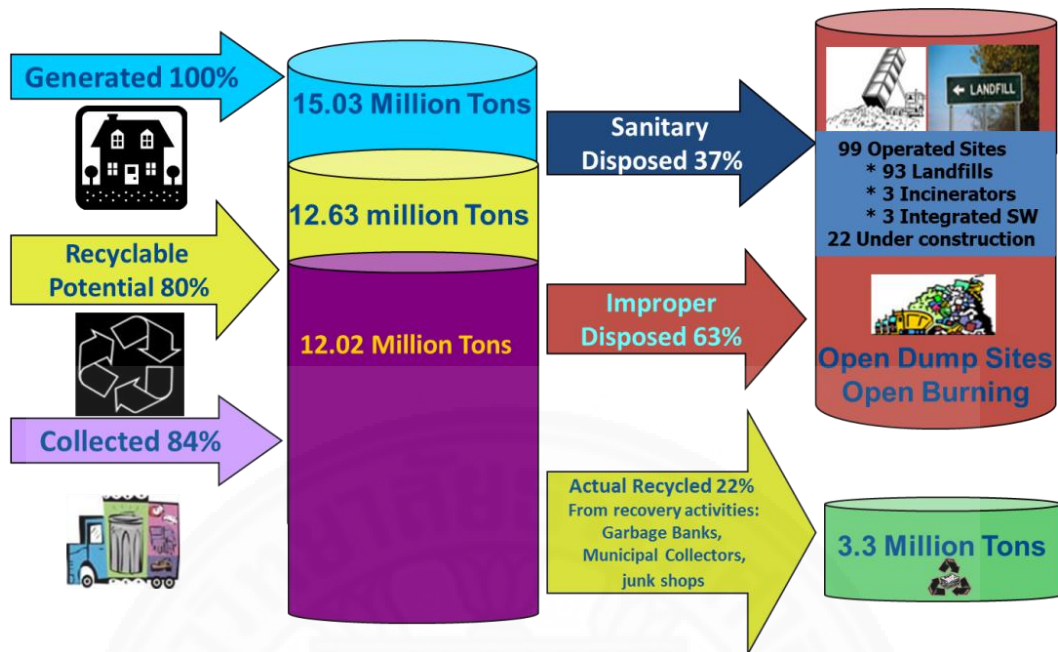 Generated 100%
Recyclable
Potential 80%
Collected 84%
15.03 Million Tons
12.63 million Tons
12.02 Million Tons
Sanitary
Disposed 37%
Improper
Disposed 63%
Actual Recycled 22%
From recovery activities:
Garbage Banks,
Municipal Collectors,
junk shops
LANDFILL
99 Operated Sites
* 93 Landfills
* 3 Incinerators
* 3 Integrated SW
22 Under construction
Open Dump Sites
Open Burning
3.3 Million Tons